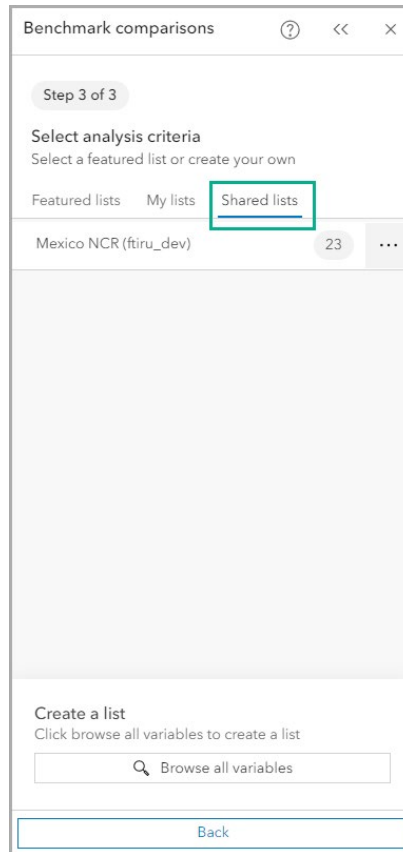 Benchmark comparisons
Step 3 of 3
Select analysis criteria
Select a featured list or create your own
Featured lists My lists Shared lists
Mexico NCR (ftiru_dev) 23 ...
Create a list
Click browse all variables to create a list
Browse all variables
Back